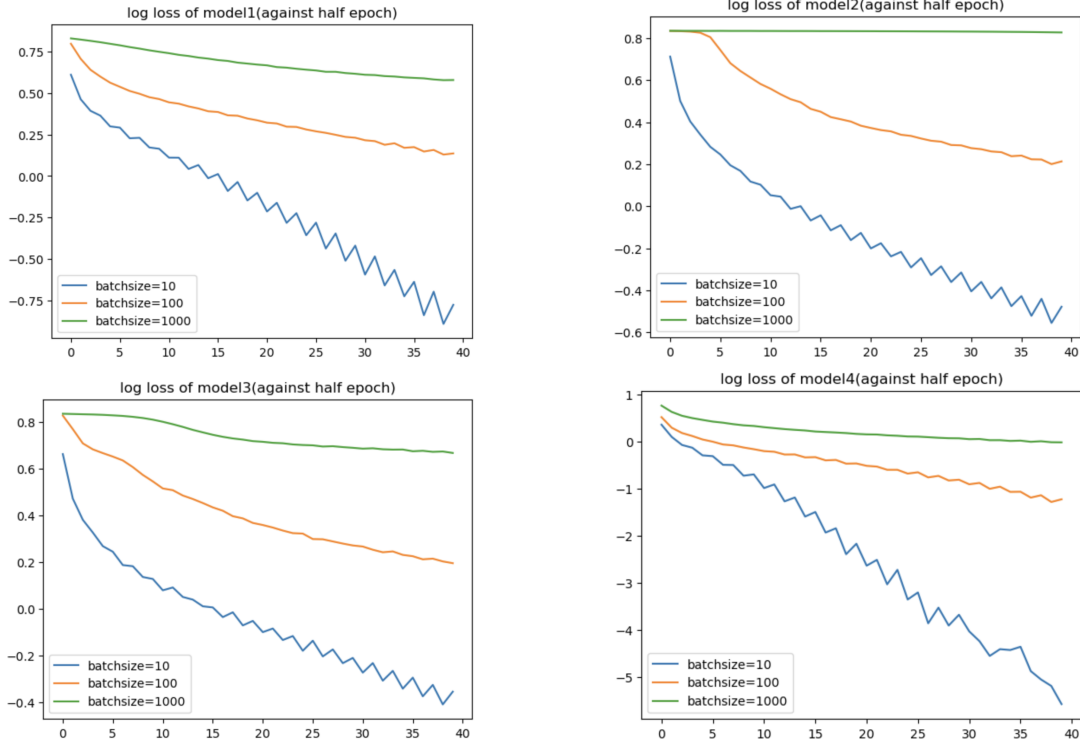 log loss of model1(against half epoch)
0.75
0.50
0.25
0.00
−0.25
−0.50
−0.75
batchsize=10
batchsize=100
batchsize=1000
0 5 10 15 20 25 30 35 40
log loss of model2(against half epoch)
0.8
0.6
0.4
0.2
0.0
−0.2
−0.4
−0.6
batchsize=10
batchsize=100
batchsize=1000
0 5 10 15 20 25 30 35 40
log loss of model3(against half epoch)
0.8
0.6
0.4
0.2
0.0
−0.2
−0.4
batchsize=10
batchsize=100
batchsize=1000
0 5 10 15 20 25 30 35 40
log loss of model4(against half epoch)
1
0
−1
−2
−3
−4
−5
batchsize=10
batchsize=100
batchsize=1000
0 5 10 15 20 25 30 35 40